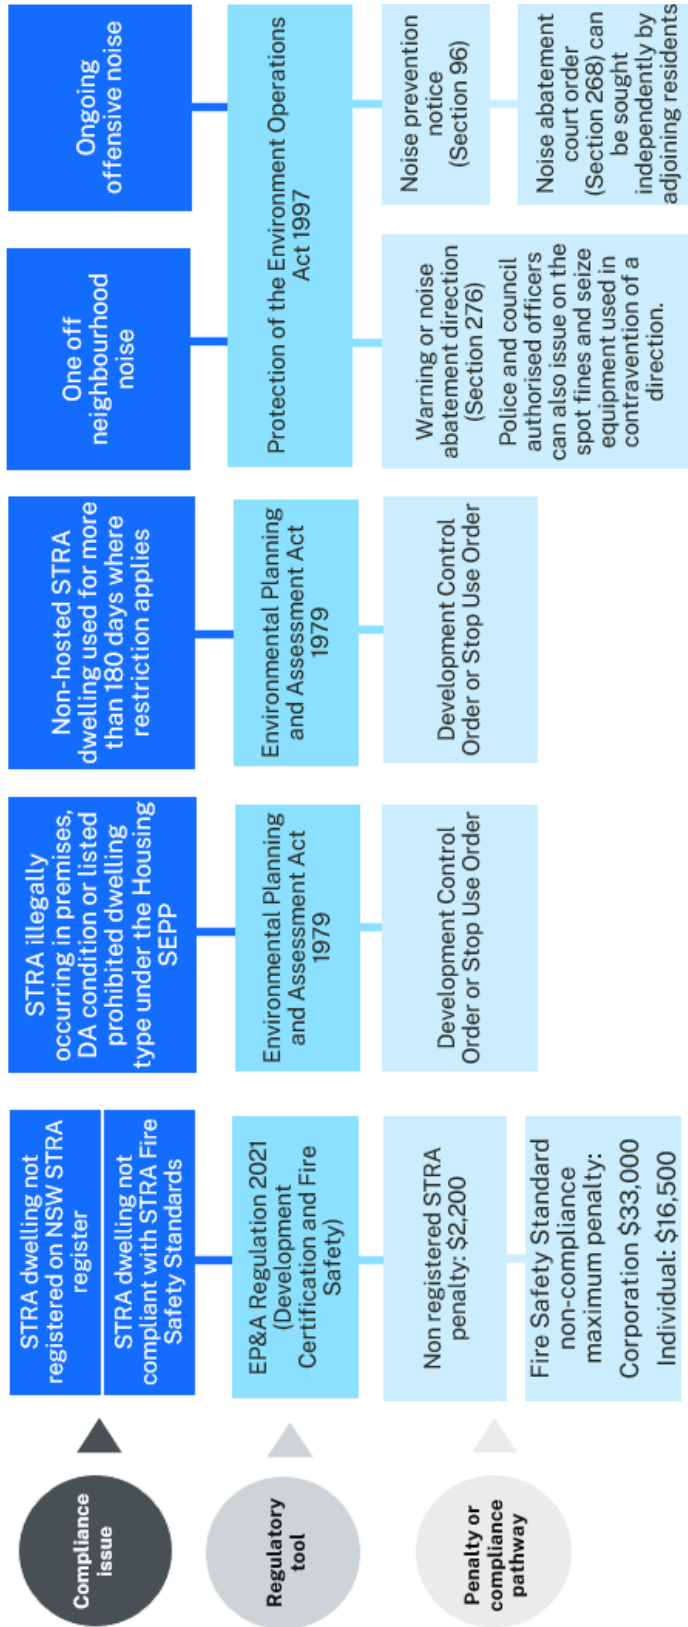 Compliance
issue
STRA dwelling not
registered on NSW STRA
register
STRA dwelling not
compliant with STRA Fire
Safety Standards
STRA illegally
occurring in premises,
DA condition or listed
prohibited dwelling
type under the Housing
SEPP
Non-hosted STRA
dwelling used for more
than 180 days where
restriction applies
One off
neighbourhood
noise
Ongoing
offensive noise
Regulatory
tool
EP&A Regulation 2021
(Development
Certification and Fire
Safety)
Environmental Planning
and Assessment Act
1979
Environmental Planning
and Assessment Act
1979
Protection of the Environment Operations
Act 1997
Penalty or
compliance
pathway
Non registered STRA
penalty: $2,200
Fire Safety Standard
non-compliance
maximum penalty:
Corporation $33,000
Individual: $16,500
Development Control
Order or Stop Use Order
Development Control
Order or Stop Use Order
Warning or noise
abatement direction
(Section 276)
Police and council
authorised officers
can also issue on the
spot fines and seize
equipment used in
contravention of a
direction.
Noise prevention
notice
(Section 96)
Noise abatement
court order
(Section 268) can
be sought
independently by
adjoining residents